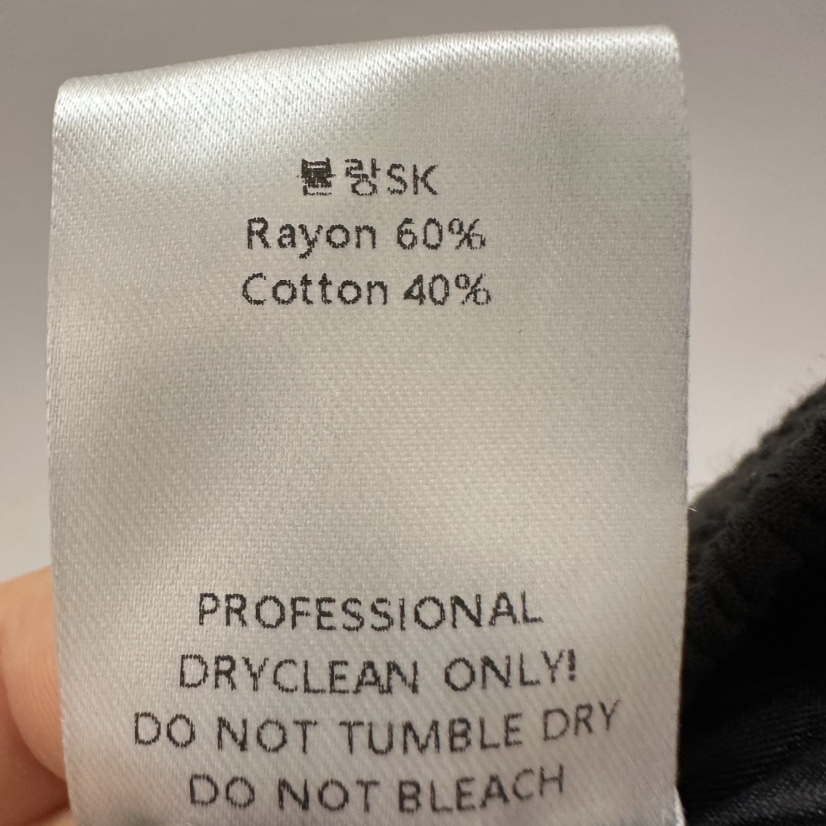 블랑SK
Rayon 60%
Cotton 40%
PROFESSIONAL
DRYCLEAN ONLY!
DO NOT TUMBLE DRY
DO NOT BLEACH